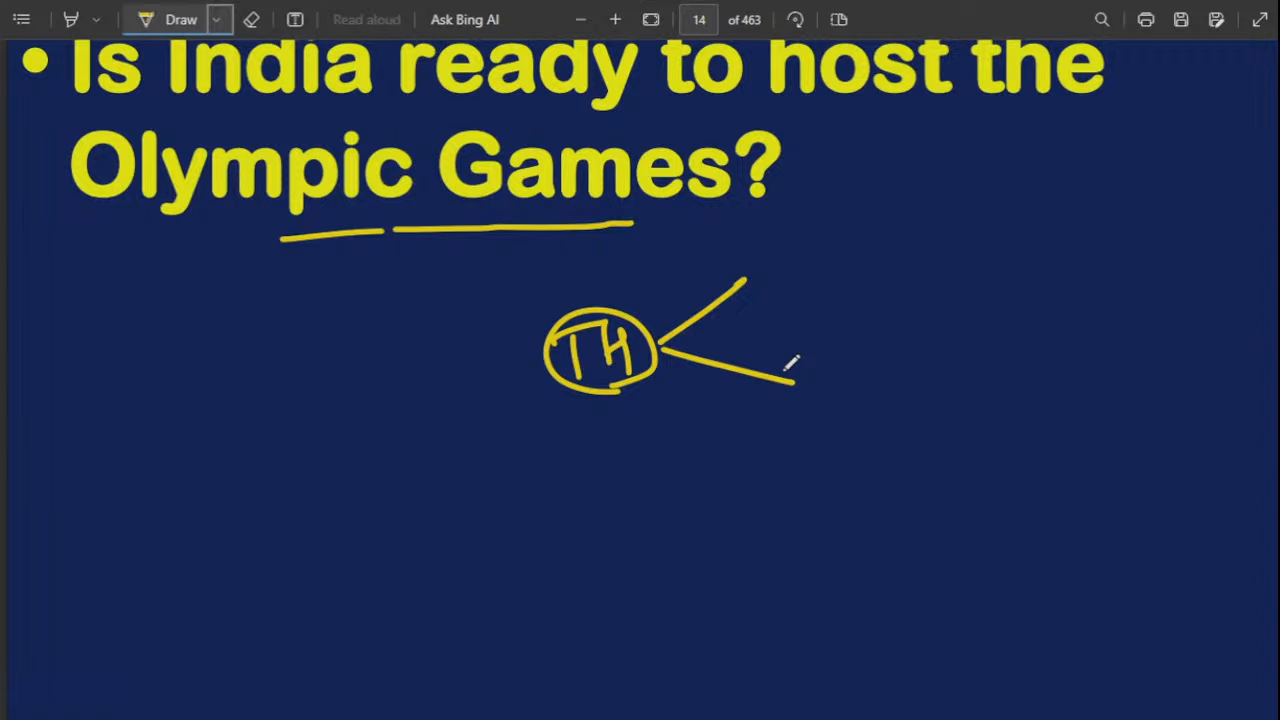 Draw
Read aloud
Ask Bing AI
14 of 463
• Is India ready to host the
Olympic Games?
TH